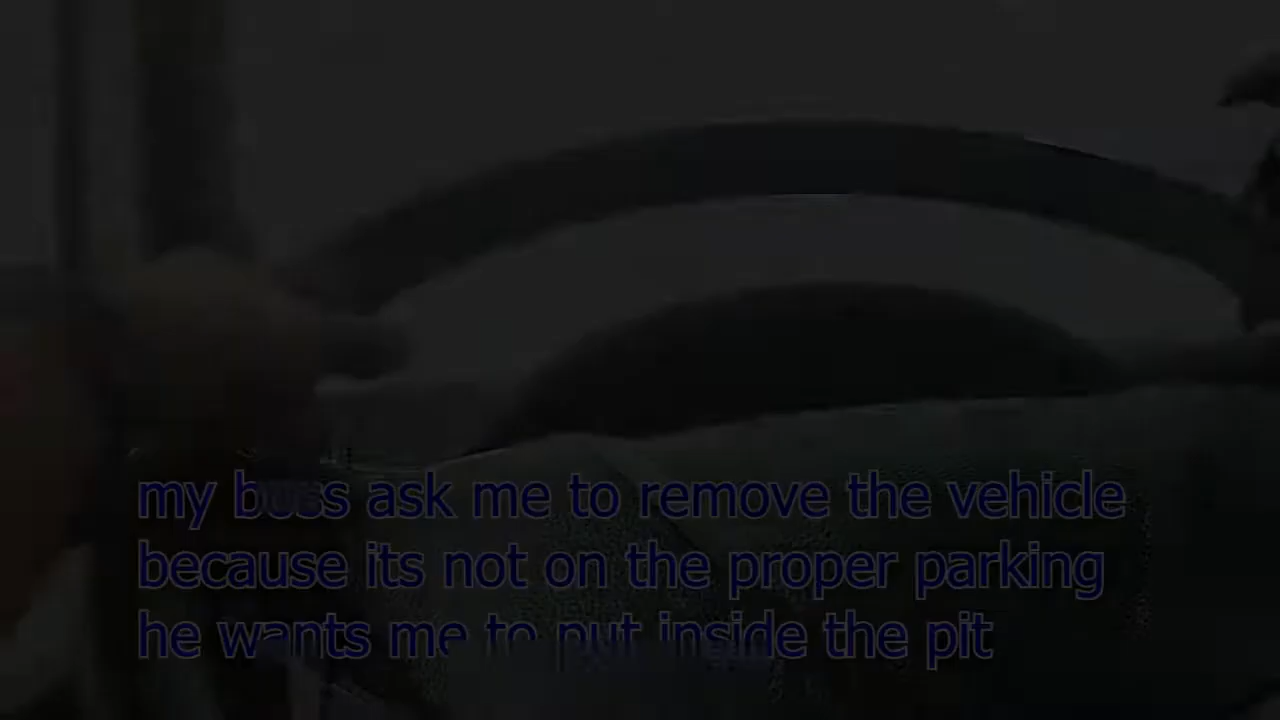 my boss ask me to remove the vehicle
because its not on the proper parking
he wants me to put inside the pit